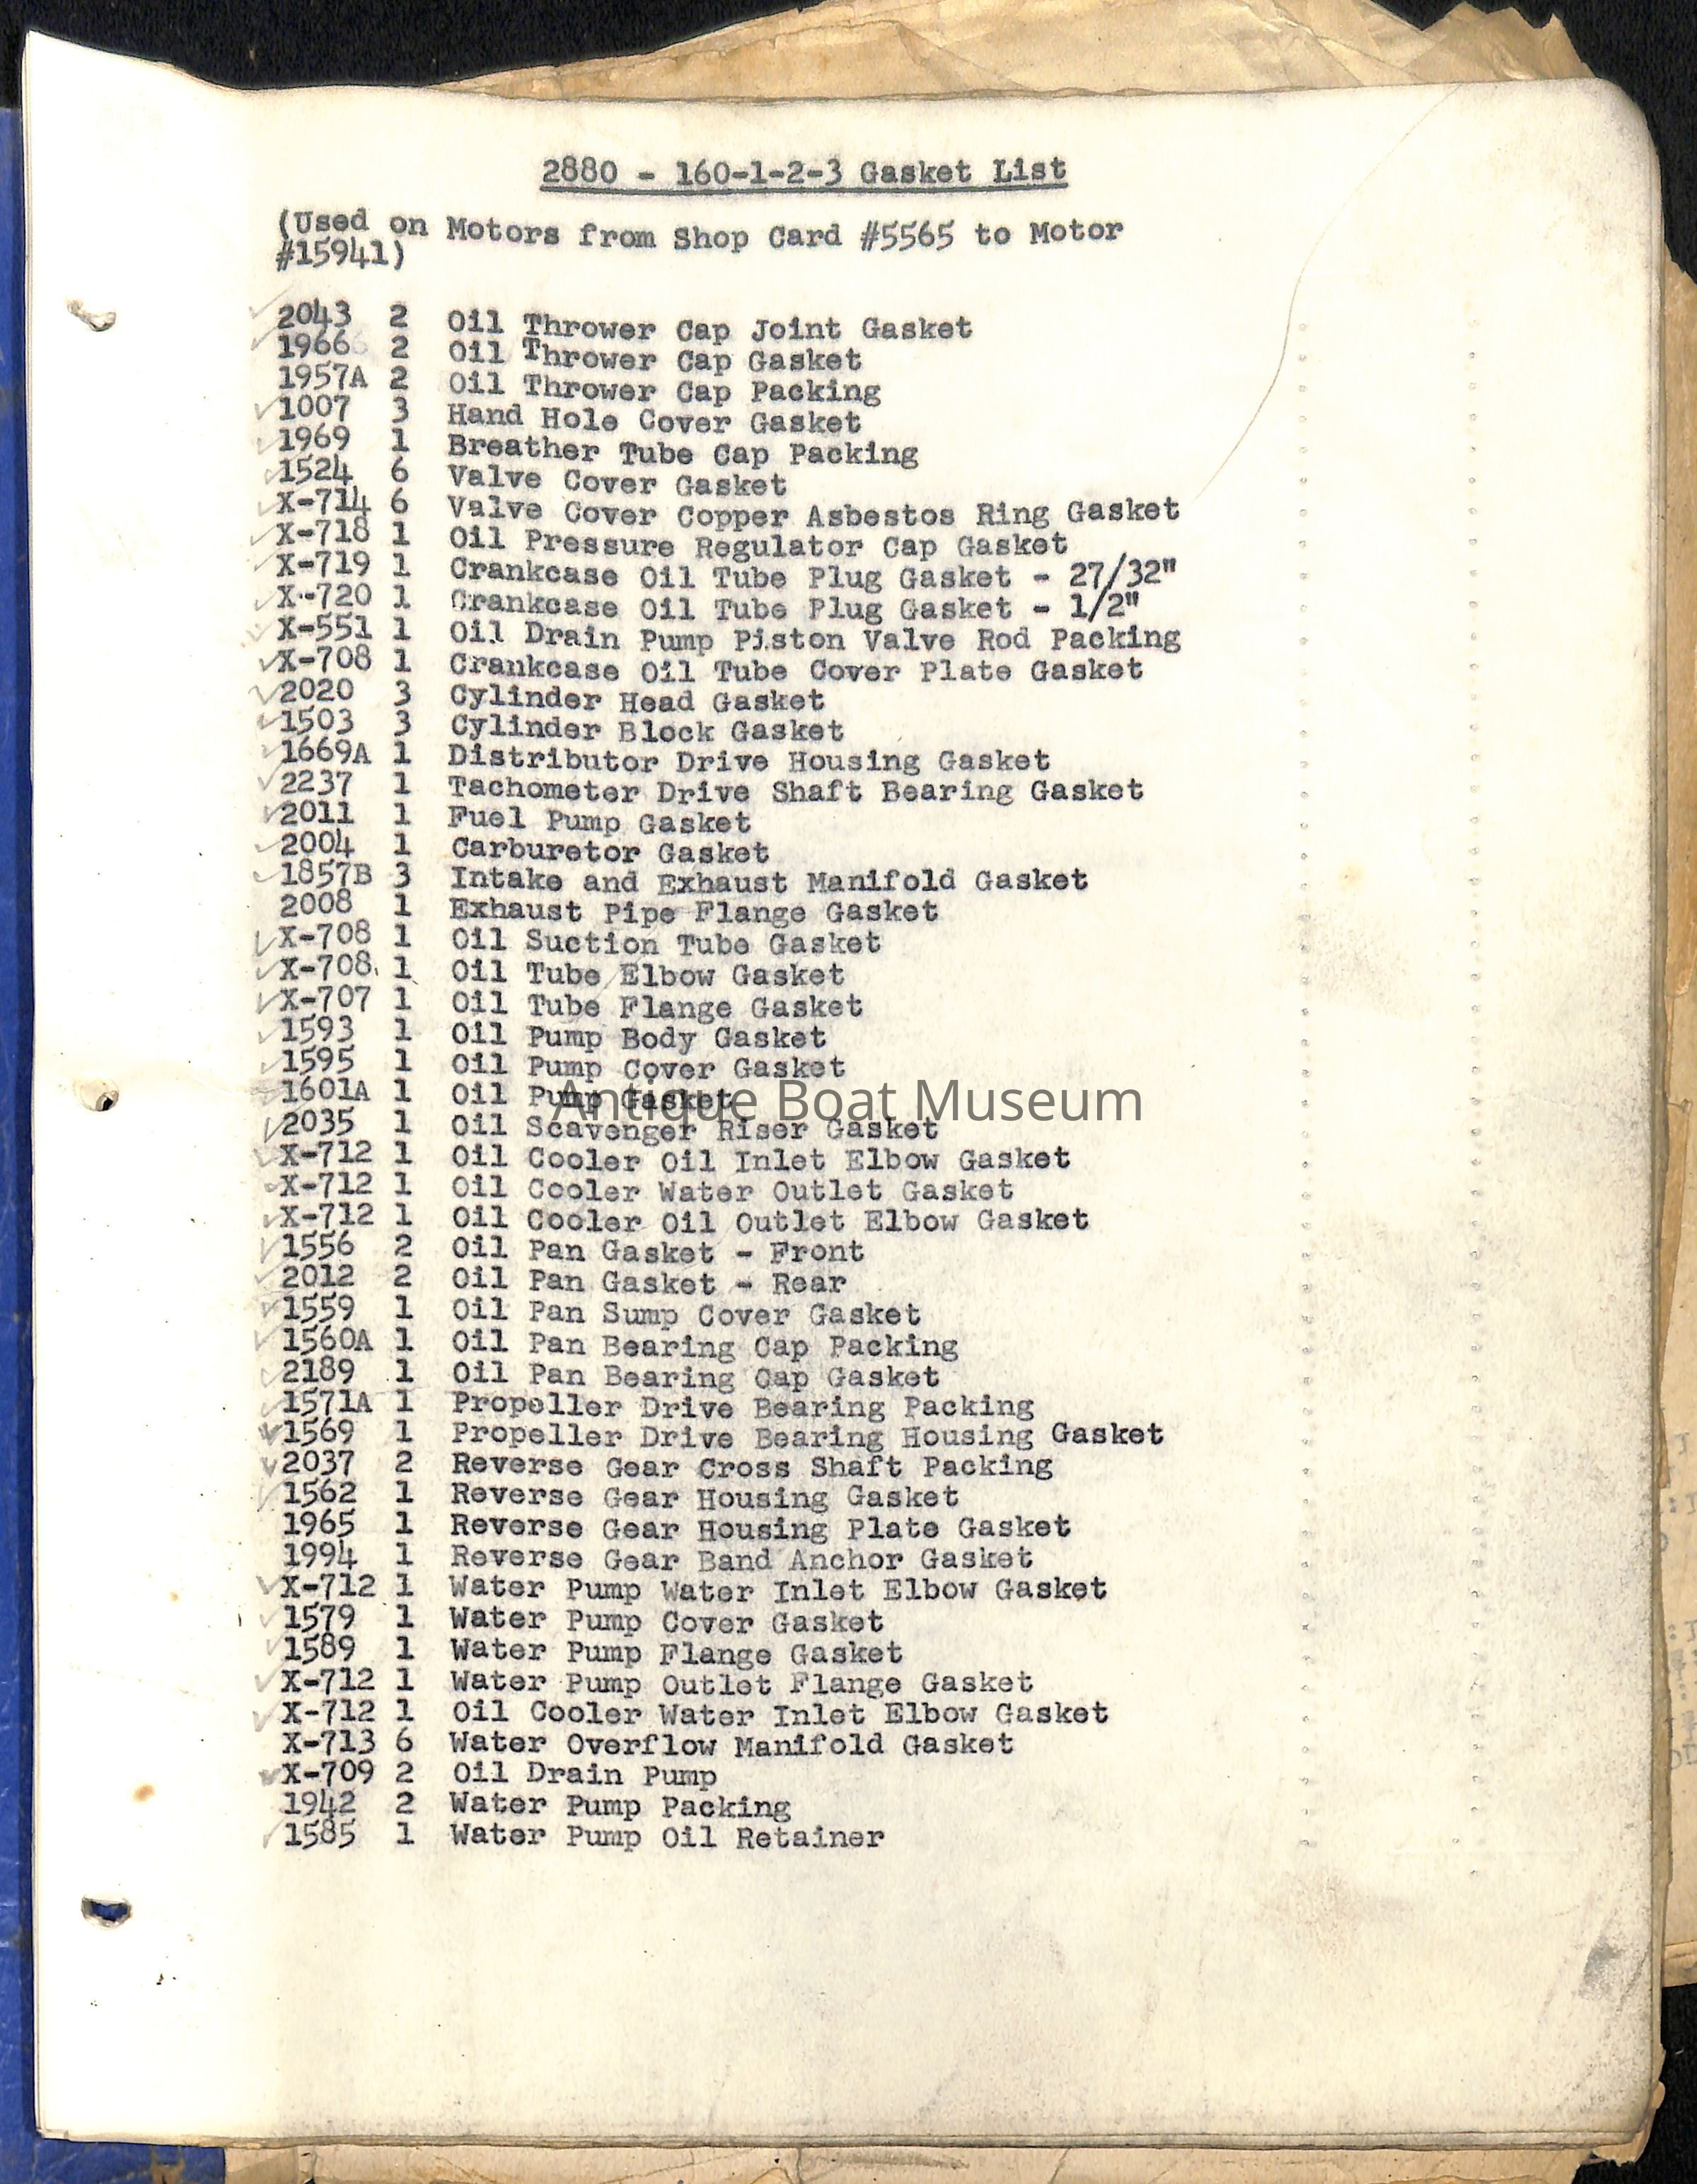 2880 - 160-1-2-3 Gasket List
(Used on Motors from Shop Card #5565 to Motor
#15941)
2043 2 Oil Thrower Cap Joint Gasket
1966 2 Oil Thrower Cap Gasket
1957A 2 Oil Thrower Cap Packing
1007 3 Hand Hole Cover Gasket
1969 1 Breather Tube Cap Packing
1524 6 Valve Cover Gasket
X-714 6 Valve Cover Copper Asbestos Ring Gasket
X-718 1 Oil Pressure Regulator Cap Gasket
X-719 1 Crankcase Oil Tube Plug Gasket - 27/32"
X-720 1 Crankcase Oil Tube Plug Gasket - 1/2"
X-551 1 Oil Drain Pump Piston Valve Rod Packing
X-708 1 Crankcase Oil Tube Cover Plate Gasket
2020 3 Cylinder Head Gasket
1503 3 Cylinder Block Gasket
1669A 1 Distributor Drive Housing Gasket
2237 1 Tachometer Drive Shaft Bearing Gasket
2011 1 Fuel Pump Gasket
2004 1 Carburetor Gasket
1857B 3 Intake and Exhaust Manifold Gasket
2008 1 Exhaust Pipe Flange Gasket
X-708 1 Oil Suction Tube Gasket
X-708 1 Oil Tube Elbow Gasket
X-707 1 Oil Tube Flange Gasket
1593 1 Oil Pump Body Gasket
1595 1 Oil Pump Cover Gasket
1601A 1 Oil Pump Gasket
Antique Boat Museum
2035 1 Oil Scavenger Riser Gasket
X-712 1 Oil Cooler Oil Inlet Elbow Gasket
X-712 1 Oil Cooler Water Outlet Gasket
X-712 1 Oil Cooler Oil Outlet Elbow Gasket
1556 2 Oil Pan Gasket - Front
2012 2 Oil Pan Gasket - Rear
1559 1 Oil Pan Sump Cover Gasket
1560A 1 Oil Pan Bearing Cap Packing
2189 1 Oil Pan Bearing Cap Gasket
1571A 1 Propeller Drive Bearing Packing
1569 1 Propeller Drive Bearing Housing Gasket
2037 2 Reverse Gear Cross Shaft Packing
1562 1 Reverse Gear Housing Gasket
1965 1 Reverse Gear Housing Plate Gasket
1994 1 Reverse Gear Band Anchor Gasket
X-712 1 Water Pump Water Inlet Elbow Gasket
1579 1 Water Pump Cover Gasket
1589 1 Water Pump Flange Gasket
X-712 1 Water Pump Outlet Flange Gasket
X-712 1 Oil Cooler Water Inlet Elbow Gasket
X-713 6 Water Overflow Manifold Gasket
X-709 2 Oil Drain Pump
1942 2 Water Pump Packing
1585 1 Water Pump Oil Retainer